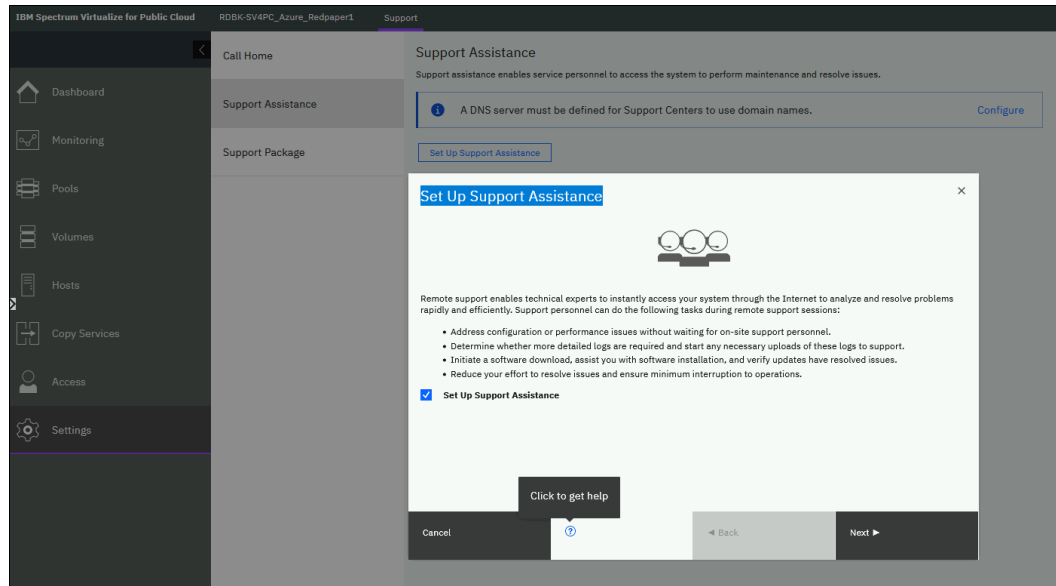 IBM Spectrum Virtualize for Public Cloud
RDBK-SV4PC_Azure_Redpaper1
Support
Dashboard
Monitoring
Pools
Volumes
Hosts
Copy Services
Access
Settings
Call Home
Support Assistance
Support Package
Support Assistance
Support assistance enables service personnel to access the system to perform maintenance and resolve issues.
A DNS server must be defined for Support Centers to use domain names.
Configure
Set Up Support Assistance
Set Up Support Assistance
Remote support enables technical experts to instantly access your system through the Internet to analyze and resolve problems
rapidly and efficiently. Support personnel can do the following tasks during remote support sessions:
• Address configuration or performance issues without waiting for on-site support personnel.
• Determine whether more detailed logs are required and start any necessary uploads of these logs to support.
• Initiate a software download, assist you with software installation, and verify updates have resolved issues.
• Reduce your effort to resolve issues and ensure minimum interruption to operations.
Set Up Support Assistance
Click to get help
Cancel
?
◄ Back
Next ►